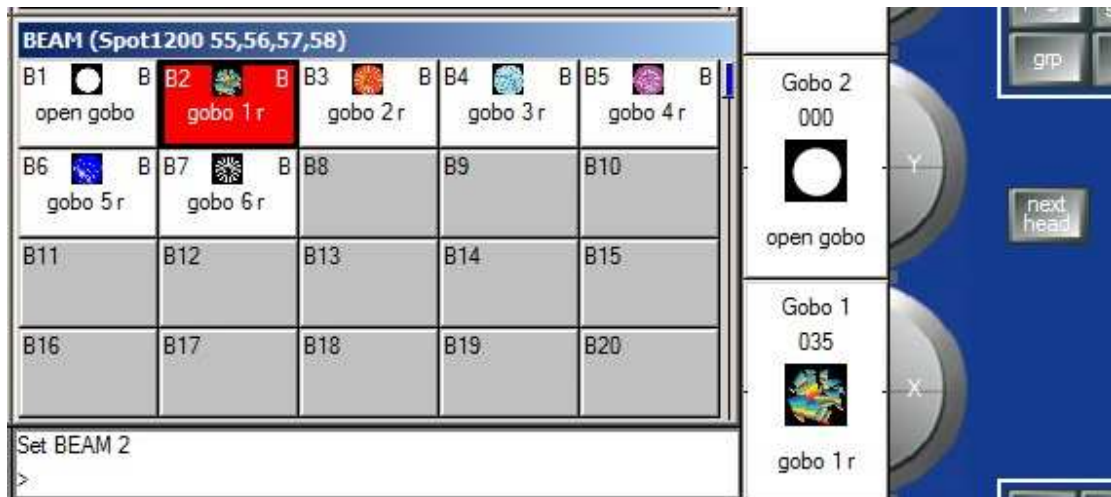 BEAM (Spot1200 55,56,57,58)
B1 B B2 B B3 B B4 B B5 B
open gobo gobo 1 r gobo 2 r gobo 3 r gobo 4 r
B6 B B7 B B8 B9 B10
gobo 5 r gobo 6 r
B11 B12 B13 B14 B15
B16 B17 B18 B19 B20
Set BEAM 2
>
Gobo 2
000
open gobo
Gobo 1
035
gobo 1 r
Y
X
grp
next
head